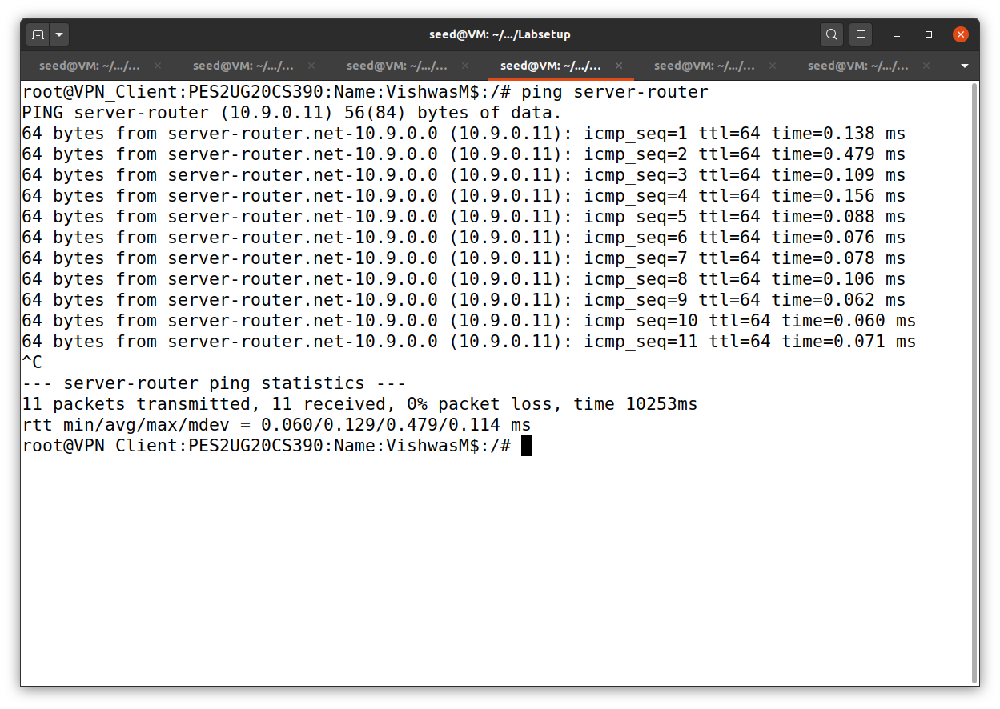 seed@VM: ~/.../Labsetup
seed@VM: ~/.../... seed@VM: ~/.../... seed@VM: ~/.../... seed@VM: ~/.../... seed@VM: ~/.../... seed@VM: ~/.../...
root@VPN_Client:PES2UG20CS390:Name:VishwasM$:/# ping server-router
PING server-router (10.9.0.11) 56(84) bytes of data.
64 bytes from server-router.net-10.9.0.0 (10.9.0.11): icmp_seq=1 ttl=64 time=0.138 ms
64 bytes from server-router.net-10.9.0.0 (10.9.0.11): icmp_seq=2 ttl=64 time=0.479 ms
64 bytes from server-router.net-10.9.0.0 (10.9.0.11): icmp_seq=3 ttl=64 time=0.109 ms
64 bytes from server-router.net-10.9.0.0 (10.9.0.11): icmp_seq=4 ttl=64 time=0.156 ms
64 bytes from server-router.net-10.9.0.0 (10.9.0.11): icmp_seq=5 ttl=64 time=0.088 ms
64 bytes from server-router.net-10.9.0.0 (10.9.0.11): icmp_seq=6 ttl=64 time=0.076 ms
64 bytes from server-router.net-10.9.0.0 (10.9.0.11): icmp_seq=7 ttl=64 time=0.078 ms
64 bytes from server-router.net-10.9.0.0 (10.9.0.11): icmp_seq=8 ttl=64 time=0.106 ms
64 bytes from server-router.net-10.9.0.0 (10.9.0.11): icmp_seq=9 ttl=64 time=0.062 ms
64 bytes from server-router.net-10.9.0.0 (10.9.0.11): icmp_seq=10 ttl=64 time=0.060 ms
64 bytes from server-router.net-10.9.0.0 (10.9.0.11): icmp_seq=11 ttl=64 time=0.071 ms
^C
--- server-router ping statistics ---
11 packets transmitted, 11 received, 0% packet loss, time 10253ms
rtt min/avg/max/mdev = 0.060/0.129/0.479/0.114 ms
root@VPN_Client:PES2UG20CS390:Name:VishwasM$:/#